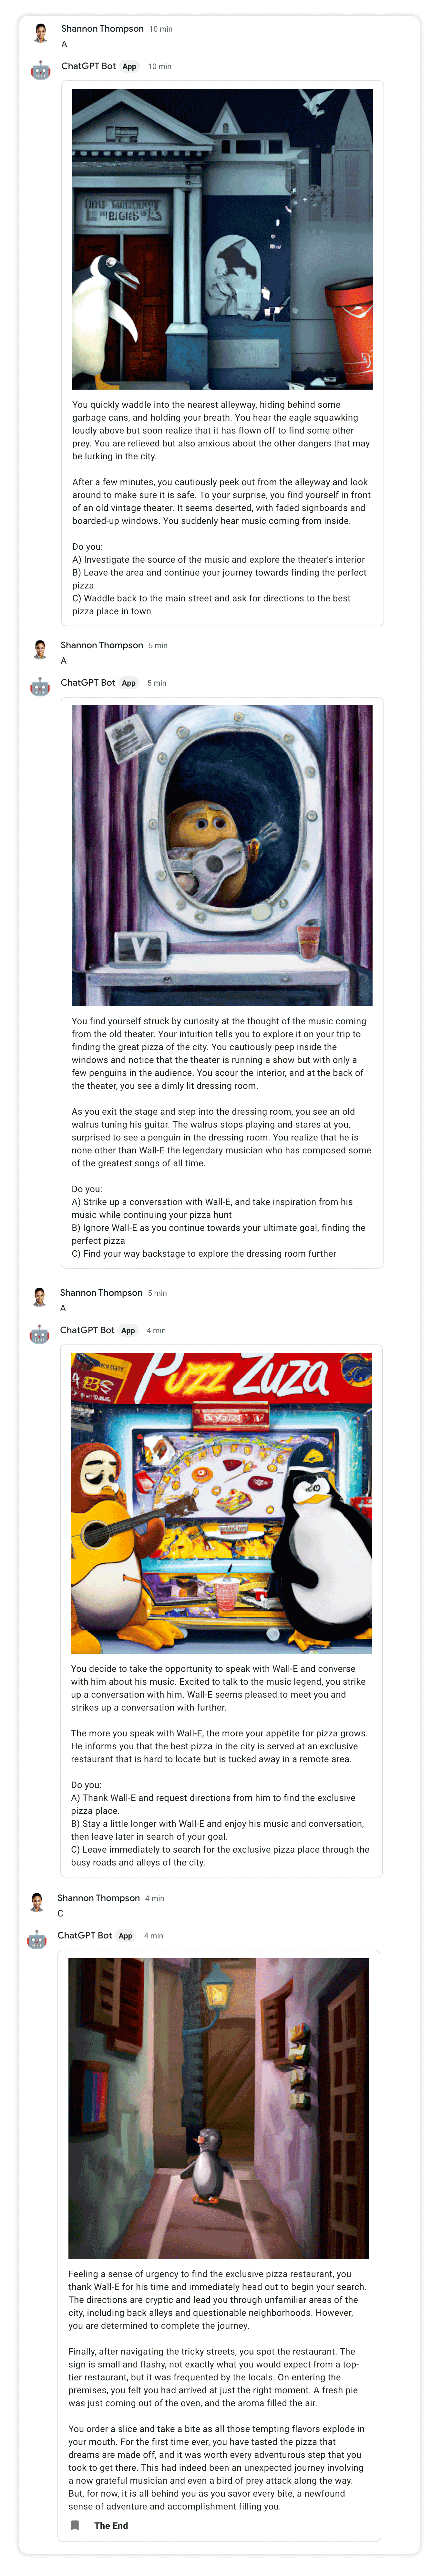 Shannon Thompson 10 min
A
ChatGPT Bot App 10 min
You quickly waddle into the nearest alleyway, hiding behind some
garbage cans, and holding your breath. You hear the eagle squawking
loudly above but soon realize that it has flown off to find some other
prey. You are relieved but also anxious about the other dangers that may
be lurking in the city.
After a few minutes, you cautiously peek out from the alleyway and look
around to make sure it is safe. To your surprise, you find yourself in front
of an old vintage theater. It seems deserted, with faded signboards and
boarded-up windows. You suddenly hear music coming from inside.
Do you:
A) Investigate the source of the music and explore the theater's interior
B) Leave the area and continue your journey towards finding the perfect
pizza
C) Waddle back to the main street and ask for directions to the best
pizza place in town
Shannon Thompson 5 min
A
ChatGPT Bot App 5 min
V
You find yourself struck by curiosity at the thought of the music coming
from the old theater. Your intuition tells you to explore it on your trip to
finding the great pizza of the city. You cautiously peep inside the
windows and notice that the theater is running a show but with only a
few penguins in the audience. You scour the interior, and at the back of
the theater, you see a dimly lit dressing room.
As you exit the stage and step into the dressing room, you see an old
walrus tuning his guitar. The walrus stops playing and stares at you,
surprised to see a penguin in the dressing room. You realize that he is
none other than Wall-E the legendary musician who has composed some
of the greatest songs of all time.
Do you:
A) Strike up a conversation with Wall-E, and take inspiration from his
music while continuing your pizza hunt
B) Ignore Wall-E as you continue towards your ultimate goal, finding the
perfect pizza
C) Find your way backstage to explore the dressing room further
Shannon Thompson 5 min
A
ChatGPT Bot App 4 min
Puzz Zuza
You decide to take the opportunity to speak with Wall-E and converse
with him about his music. Excited to talk to the music legend, you strike
up a conversation with him. Wall-E seems pleased to meet you and
strikes up a conversation with further.
The more you speak with Wall-E, the more your appetite for pizza grows.
He informs you that the best pizza in the city is served at an exclusive
restaurant that is hard to locate but is tucked away in a remote area.
Do you:
A) Thank Wall-E and request directions from him to find the exclusive
pizza place.
B) Stay a little longer with Wall-E and enjoy his music and conversation,
then leave later in search of your goal.
C) Leave immediately to search for the exclusive pizza place through the
busy roads and alleys of the city.
Shannon Thompson 4 min
C
ChatGPT Bot App 4 min
Feeling a sense of urgency to find the exclusive pizza restaurant, you
thank Wall-E for his time and immediately head out to begin your search.
The directions are cryptic and lead you through unfamiliar areas of the
city, including back alleys and questionable neighborhoods. However,
you are determined to complete the journey.
Finally, after navigating the tricky streets, you spot the restaurant. The
sign is small and flashy, not exactly what you would expect from a top-
tier restaurant, but it was frequented by the locals. On entering the
premises, you felt you had arrived at just the right moment. A fresh pie
was just coming out of the oven, and the aroma filled the air.
You order a slice and take a bite as all those tempting flavors explode in
your mouth. For the first time ever, you have tasted the pizza that
dreams are made off, and it was worth every adventurous step that you
took to get there. This had indeed been an unexpected journey involving
a now grateful musician and even a bird of prey attack along the way.
But, for now, it is all behind you as you savor every bite, a newfound
sense of adventure and accomplishment filling you.
The End